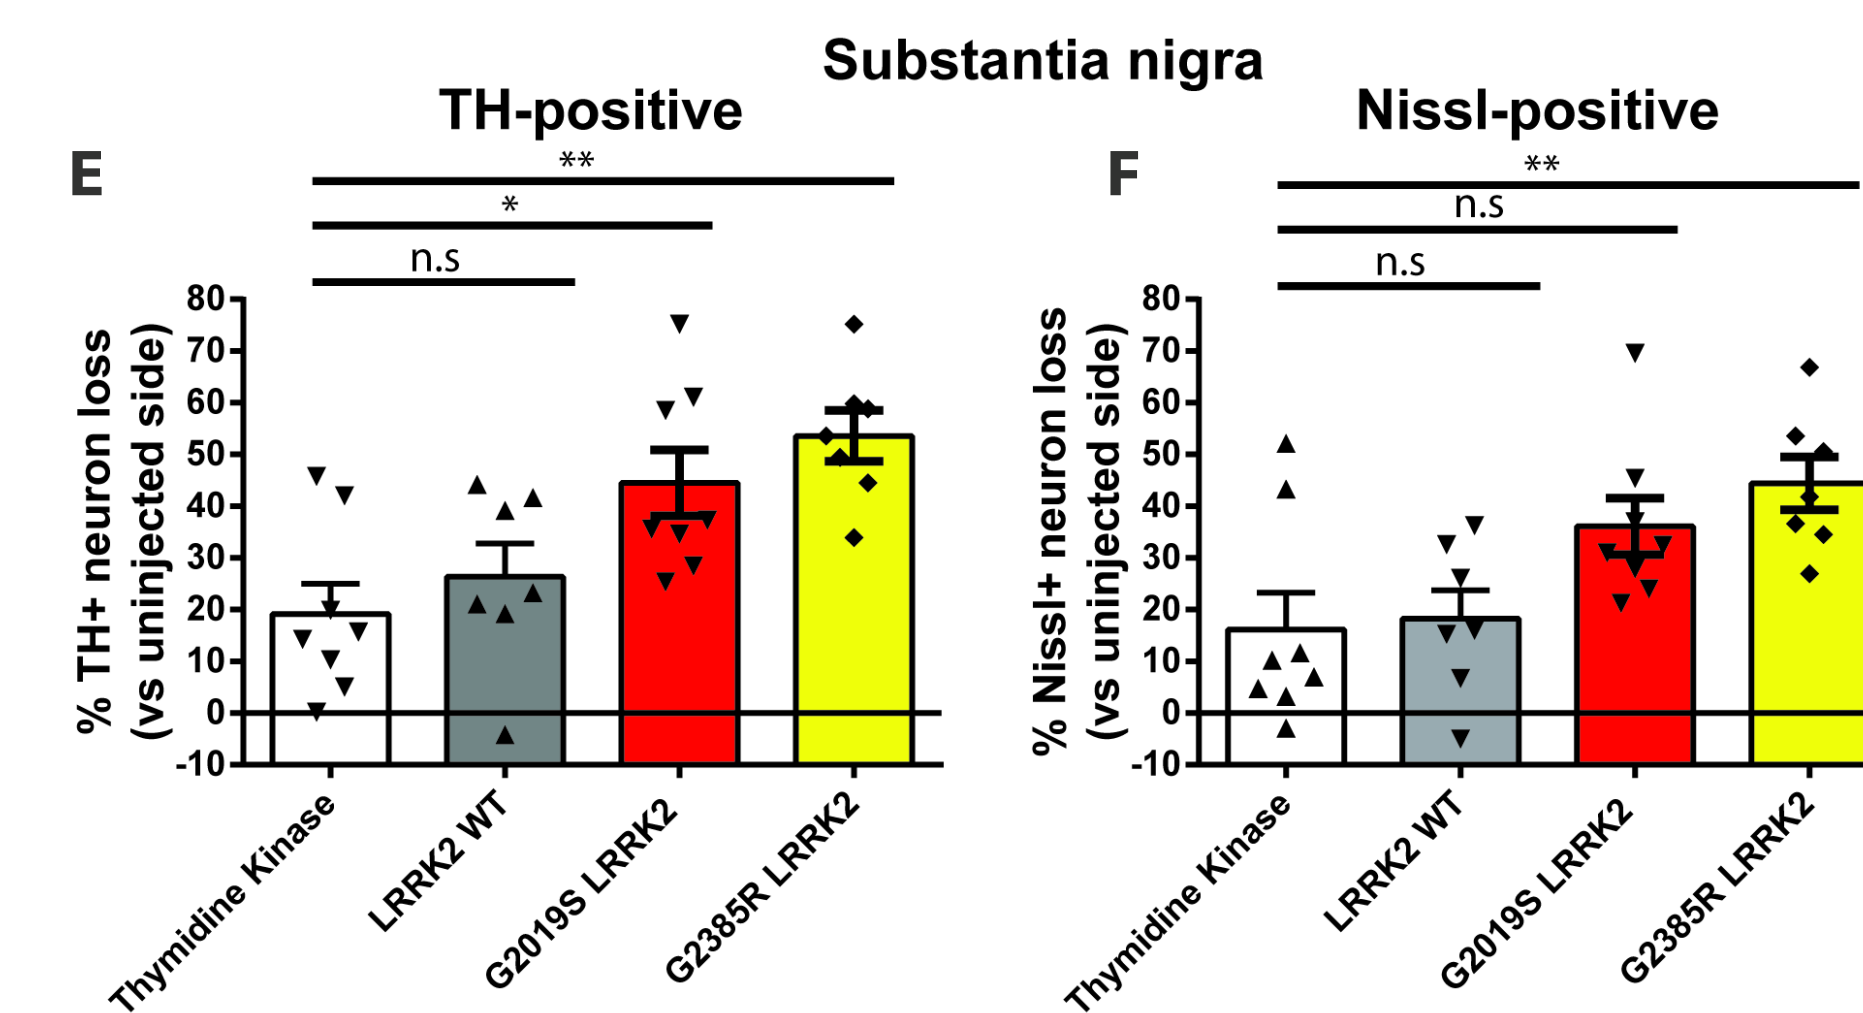 Substantia nigra
TH-positive
Nissl-positive
E
**
*
n.s
80
70
60
50
40
30
20
10
0
-10
% TH+ neuron loss
(vs uninjected side)
Thymidine Kinase
LRRK2 WT
G2019S LRRK2
G2385R LRRK2
F
**
n.s
n.s
80
70
60
50
40
30
20
10
0
-10
% Nissl+ neuron loss
(vs uninjected side)
Thymidine Kinase
LRRK2 WT
G2019S LRRK2
G2385R LRRK2